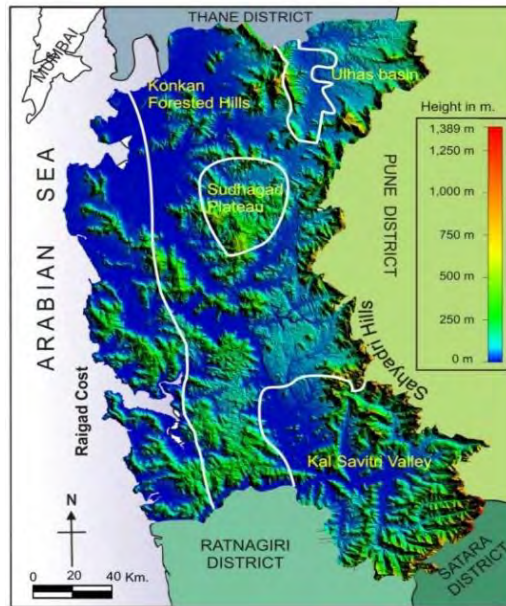 THANE DISTRICT
MUMBAI
Konkan
Forested Hills
Ulhas basin
Height in m.
1,389 m
1,250 m
1,000 m
750 m
500 m
250 m
0 m
Sudhagad
Plateau
PUNE DISTRICT
ARABIAN SEA
Sahyadri Hills
Raigad Cost
Kal Savitri Valley
N
0 20 40 Km.
RATNAGIRI
DISTRICT
SATARA
DISTRICT